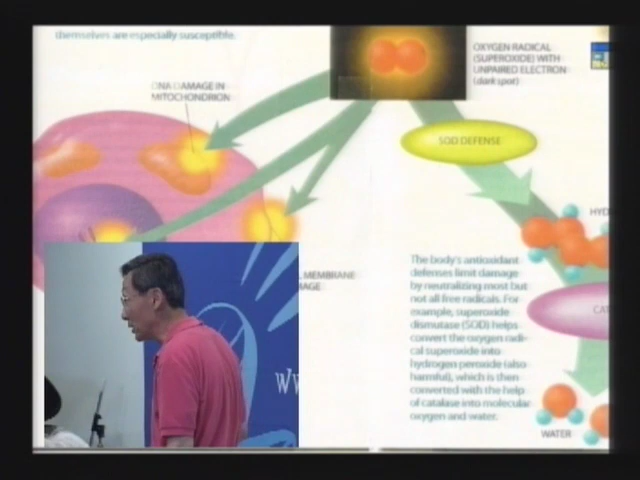 themselves are especially susceptible.
OXYGEN RADICAL
(SUPEROXIDE) WITH
UNPAIRED ELECTRON
(dark spot)
DNA DAMAGE IN
MITOCHONDRION
SOD DEFENSE
HYD
MEMBRANE
The body's antioxidant
defenses limit damage
by neutralizing most but
not all free radicals. For
example, superoxide
dismutase (SOD) helps
convert the oxygen radi-
cal superoxide into
hydrogen peroxide (also
harmful), which is then
converted with the help
of catalase into molecular
oxygen and water.
CAT
WATER